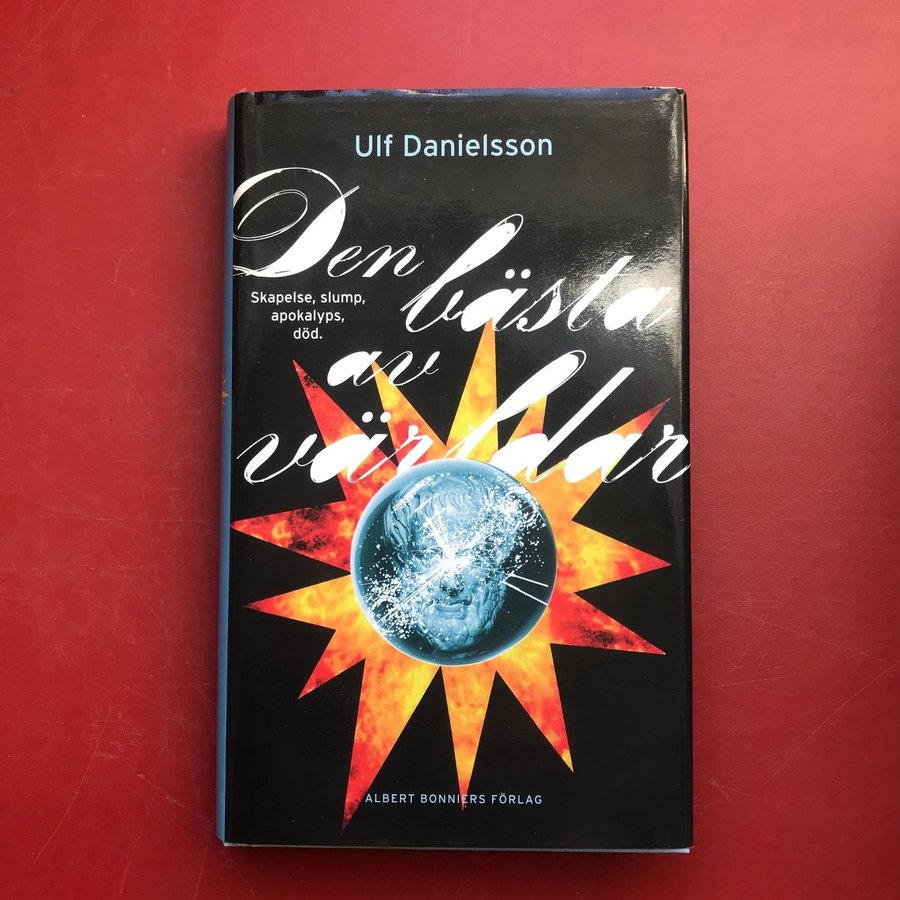 Ulf Danielsson
Den
bästa
Skapelse, slump,
apokalyps,
död.
av
världar
ALBERT BONNIERS FÖRLAG